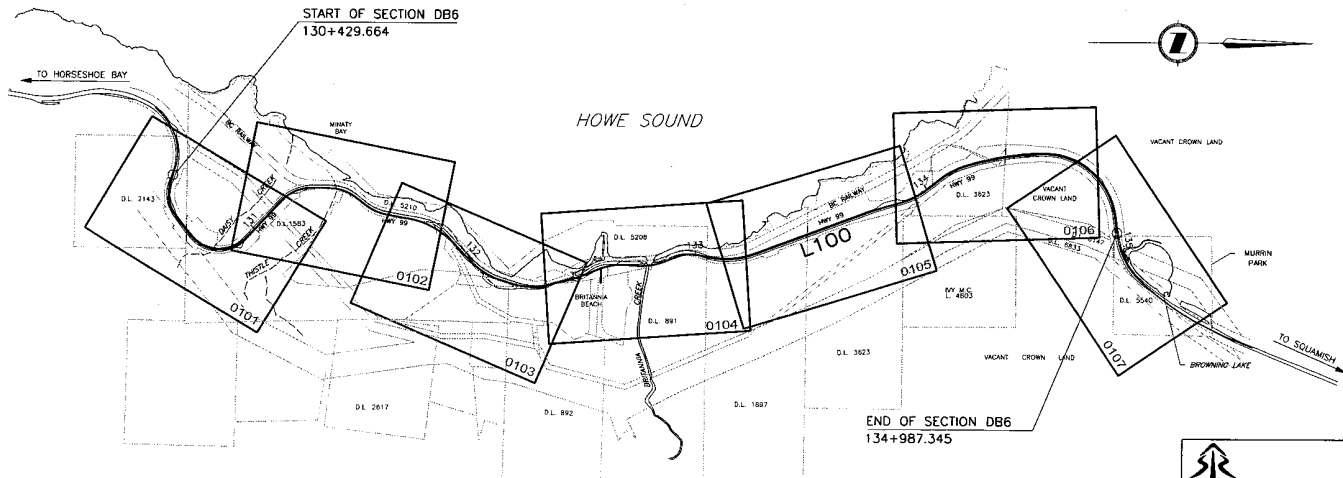 START OF SECTION DB6
130+429.664
TO HORSESHOE BAY
HOWE SOUND
MINATY
BAY
BC RAILWAY
D.L. 2143
DAISY
CREEK
131
HWY 99
D.L. 1583
THISTLE
CREEK
0101
D.L. 5210
HWY 99
132
0102
0103
D.L. 5208
BRITANNIA
BEACH
133
D.L. 891
CREEK
BRITANNIA
0104
L100
BC RAILWAY
HWY 99
0105
134
HWY 99
D.L. 3623
VACANT
CROWN LAND
0106
VACANT CROWN LAND
135
MURRIN
PARK
D.L. 6833
D.L. 5540
0107
BROWNING LAKE
TO SQUAMISH
IVY M.C.
L. 4803
D.L. 3623
VACANT CROWN LAND
D.L. 2617
D.L. 892
D.L. 1897
END OF SECTION DB6
134+987.345